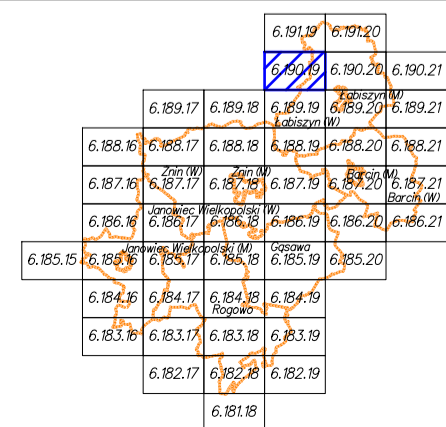 6.191.19 6.191.20
6.190.19 6.190.20 6.190.21
Łabiszyn (M)
6.189.17 6.189.18 6.189.19 6.189.20 6.189.21
Łabiszyn (W)
6.188.16 6.188.17 6.188.18 6.188.19 6.188.20 6.188.21
Żnin (W) Żnin (M) Barcin (M)
6.187.16 6.187.17 6.187.18 6.187.19 6.187.20 6.187.21
Barcin (W)
Janowiec Wielkopolski (W)
6.186.16 6.186.17 6.186.18 6.186.19 6.186.20 6.186.21
Janowiec Wielkopolski (M) Gąsawa
6.185.15 6.185.16 6.185.17 6.185.18 6.185.19 6.185.20
6.184.16 6.184.17 6.184.18 6.184.19
Rogowo
6.183.16 6.183.17 6.183.18 6.183.19
6.182.17 6.182.18 6.182.19
6.181.18